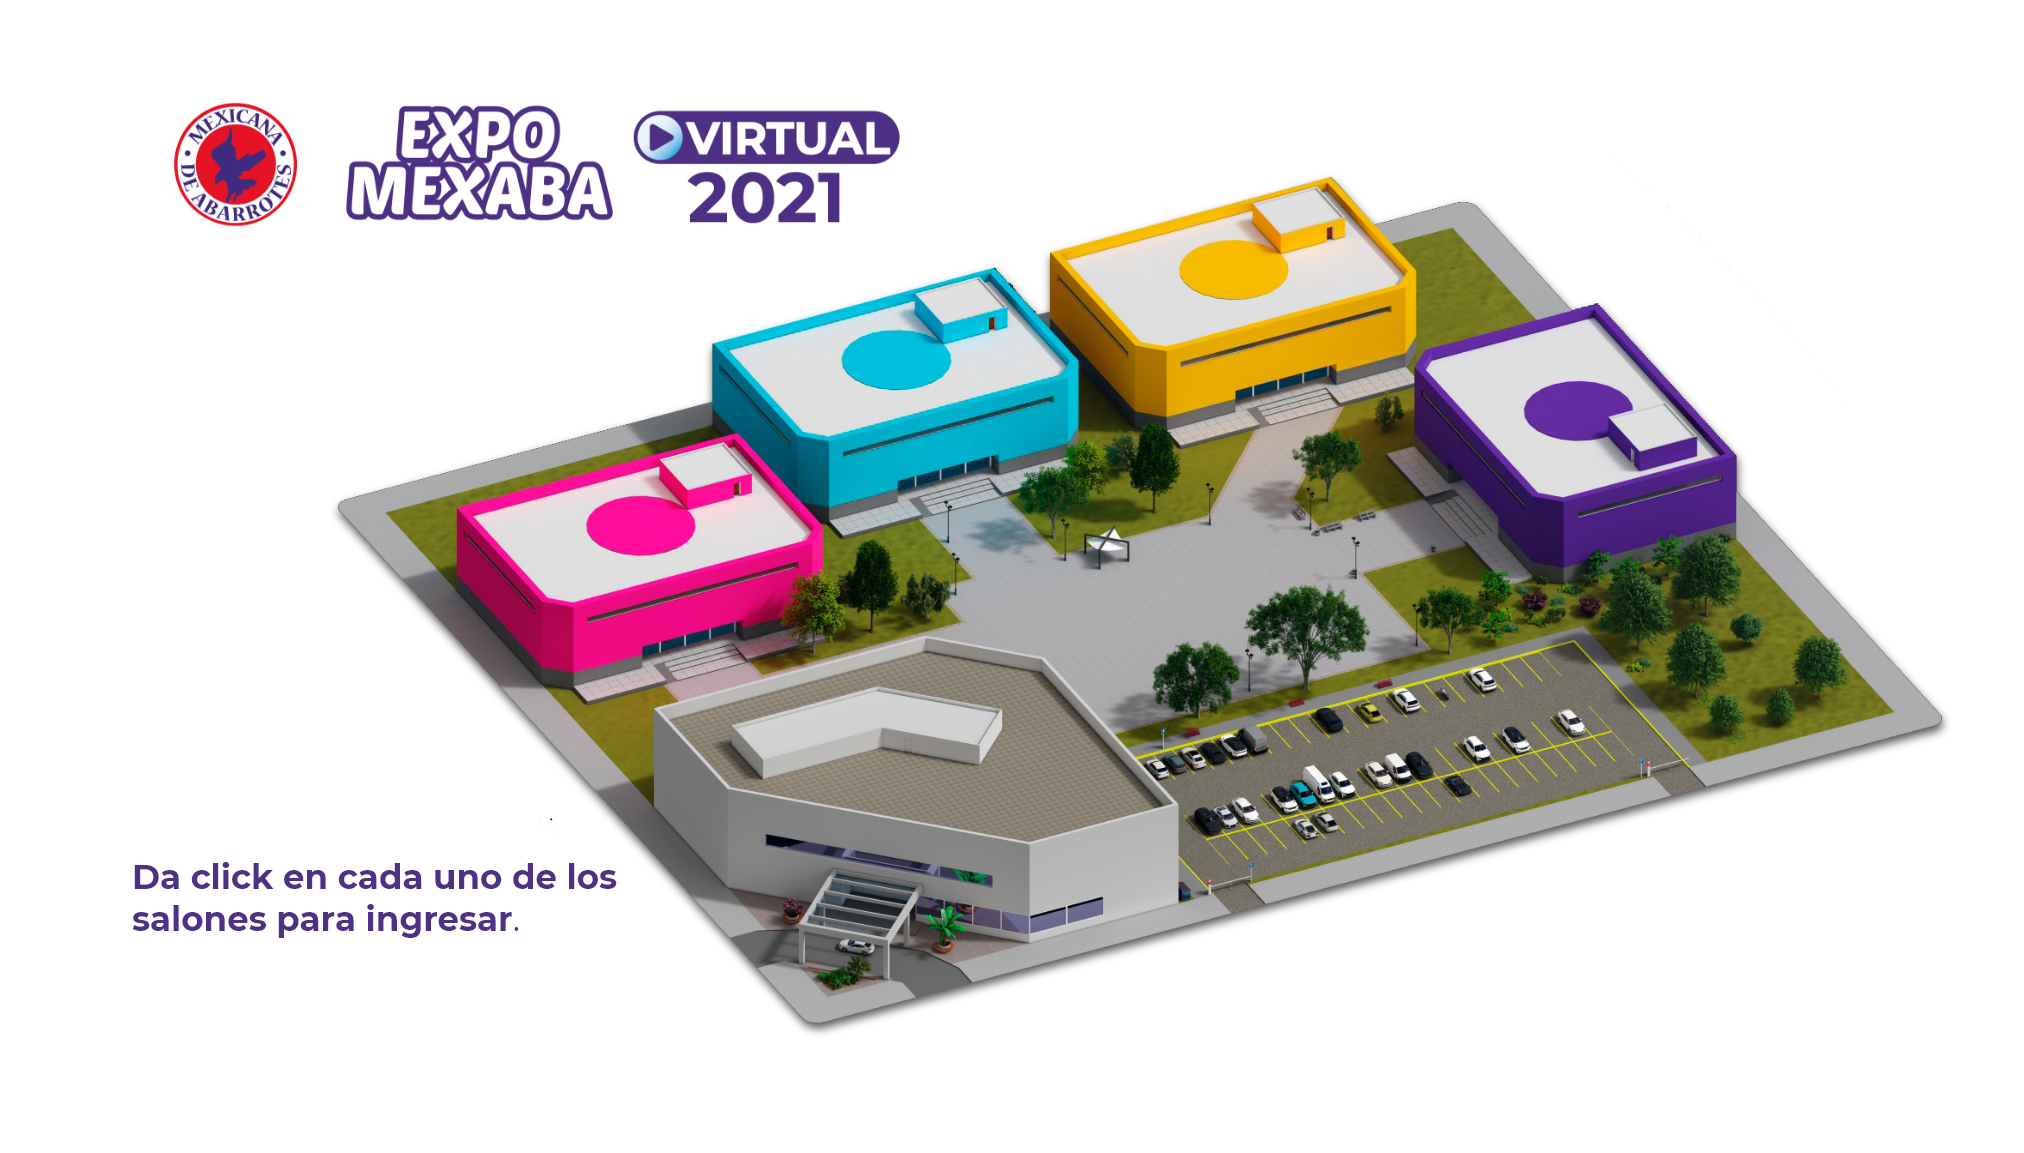 MEXICANA
DE ABARROTES
EXPO
MEXABA
VIRTUAL
2021
Da click en cada uno de los
salones para ingresar.